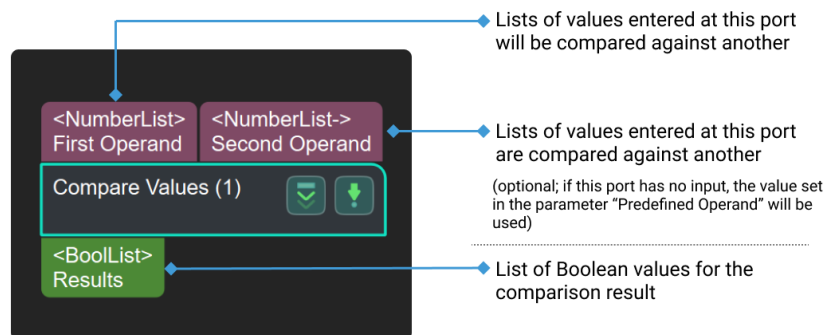 Lists of values entered at this port
will be compared against another
<NumberList>
First Operand
<NumberList->
Second Operand
Lists of values entered at this port
are compared against another
(optional; if this port has no input, the value set
in the parameter “Predefined Operand” will be
used)
Compare Values (1)
<BoolList>
Results
List of Boolean values for the
comparison result